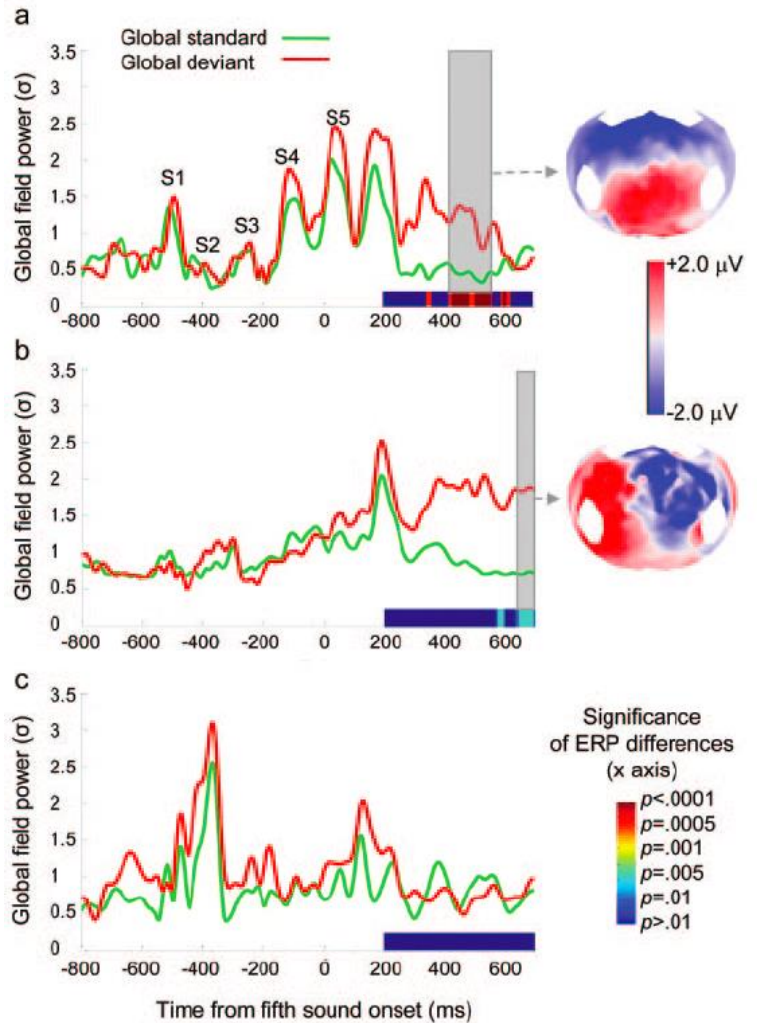 a
Global standard
Global deviant
Global field power (σ)
3.5
3
2.5
2
1.5
1
0.5
0
S1
S2
S3
S4
S5
-800 -600 -400 -200 0 200 400 600
+2.0 μV
-2.0 μV
b
Global field power (σ)
3.5
3
2.5
2
1.5
1
0.5
0
-800 -600 -400 -200 0 200 400 600
c
Global field power (σ)
3.5
3
2.5
2
1.5
1
0.5
0
-800 -600 -400 -200 0 200 400 600
Time from fifth sound onset (ms)
Significance
of ERP differences
(x axis)
p<.0001
p=.0005
p=.001
p=.005
p=.01
p>.01